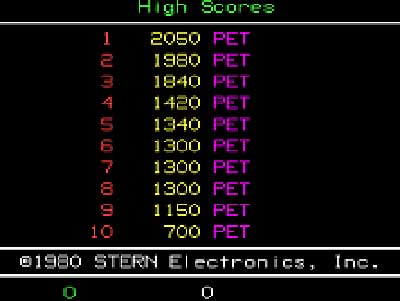 High Scores
1 2050 PET
2 1980 PET
3 1840 PET
4 1420 PET
5 1340 PET
6 1300 PET
7 1300 PET
8 1300 PET
9 1150 PET
10 700 PET
©1980 STERN Electronics, Inc.
0 0